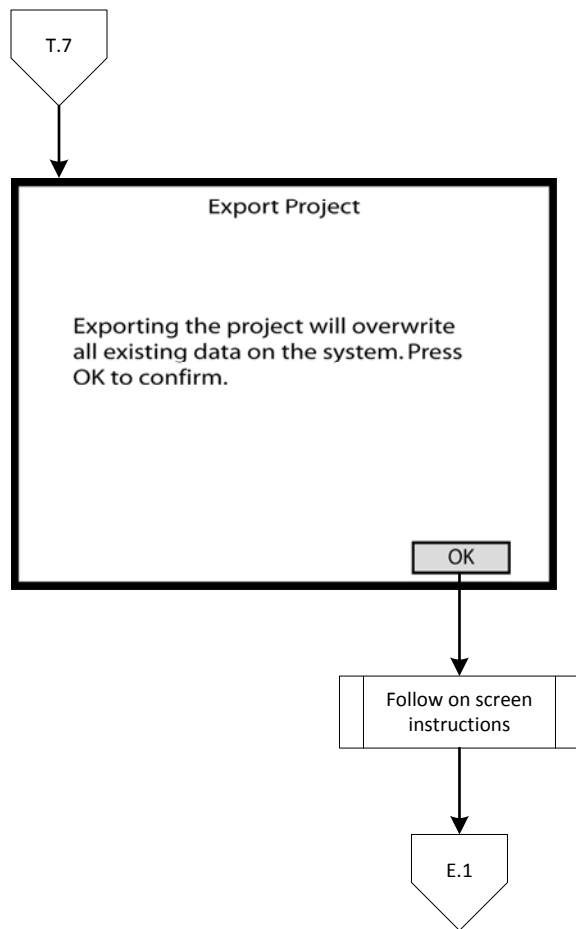 T.7
Export Project
Exporting the project will overwrite
all existing data on the system. Press
OK to confirm.
OK
Follow on screen
instructions
E.1